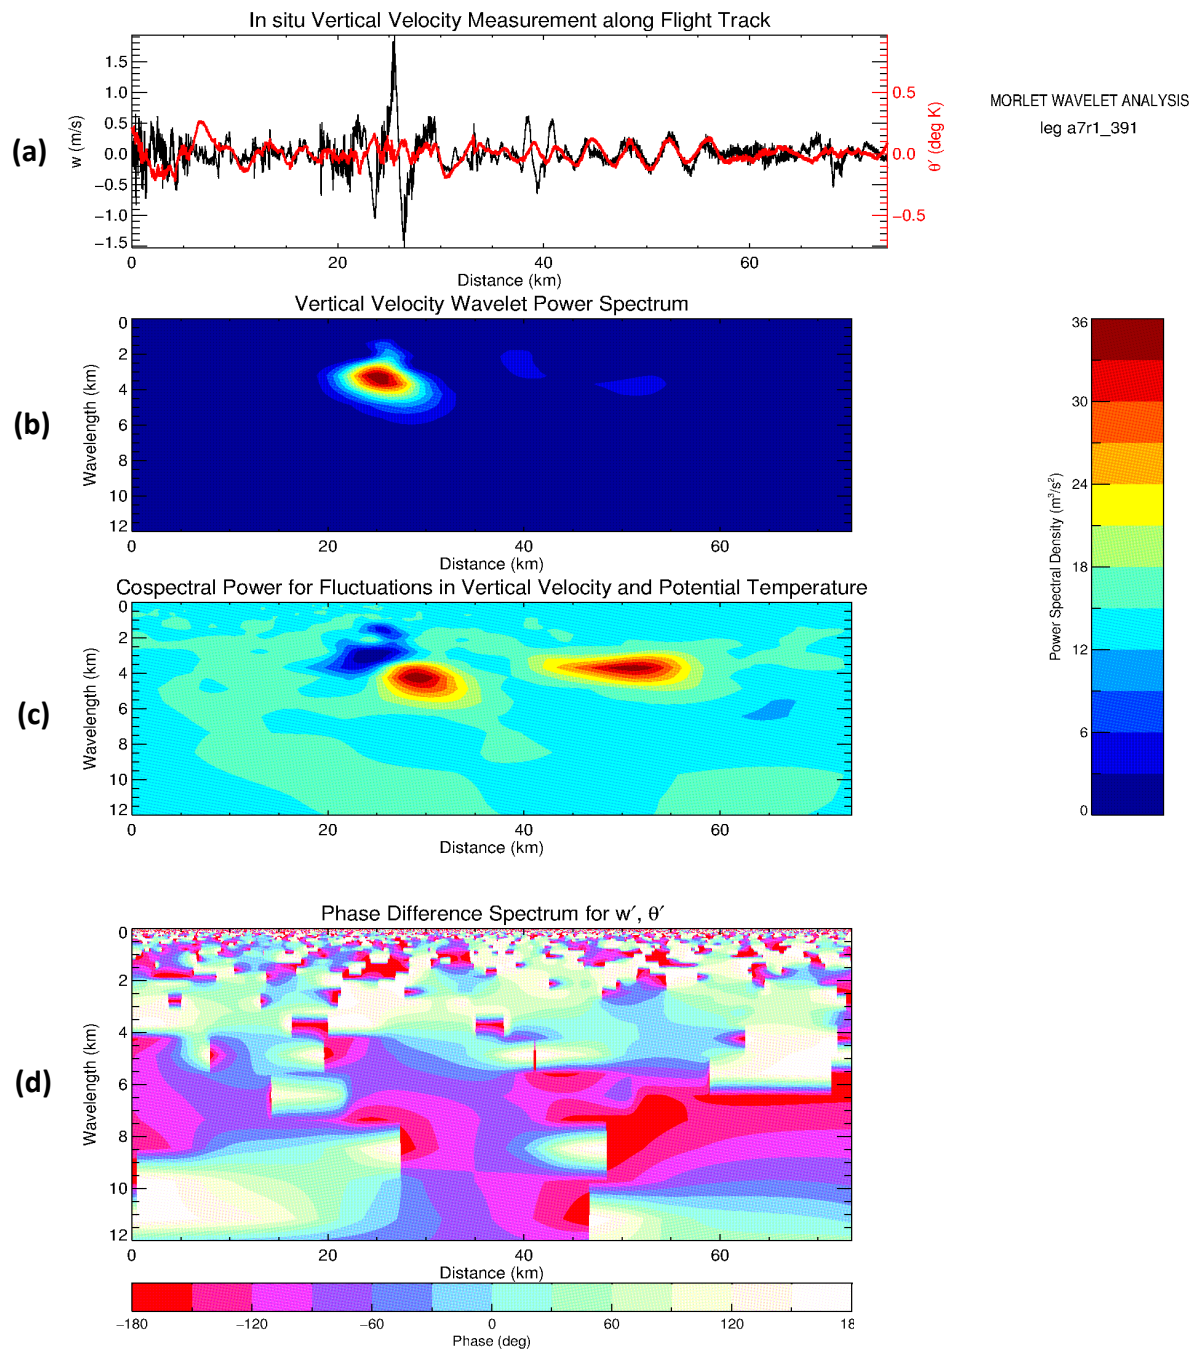 In situ Vertical Velocity Measurement along Flight Track
(a)
w (m/s)
1.5
1.0
0.5
0.0
−0.5
−1.0
−1.5
0.5
0.0
−0.5
θ′ (deg K)
0 20 40 60
Distance (km)
MORLET WAVELET ANALYSIS
leg a7r1_391
Vertical Velocity Wavelet Power Spectrum
(b)
Wavelength (km)
0
2
4
6
8
10
12
0 20 40 60
Distance (km)
Cospectral Power for Fluctuations in Vertical Velocity and Potential Temperature
(c)
Wavelength (km)
0
2
4
6
8
10
12
0 20 40 60
Distance (km)
Power Spectral Density (m³/s²)
36
30
24
18
12
6
0
Phase Difference Spectrum for w′, θ′
(d)
Wavelength (km)
0
2
4
6
8
10
12
0 20 40 60
Distance (km)
−180 −120 −60 0 60 120 18
Phase (deg)